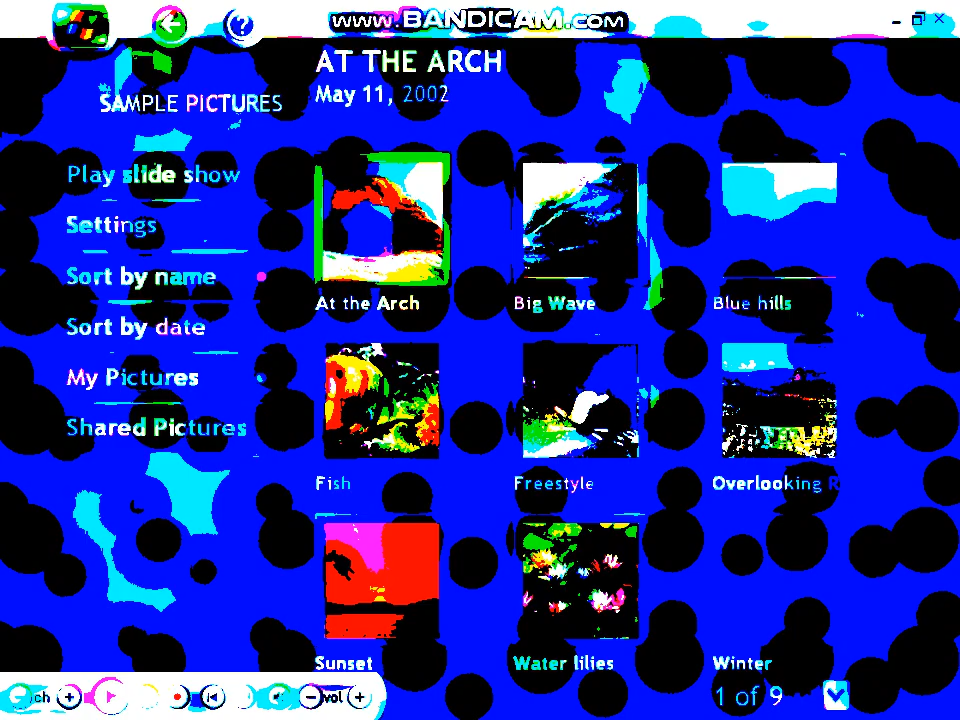 www.BANDICAM.com
AT THE ARCH
May 11, 2002
SAMPLE PICTURES
Play slide show
Settings
Sort by name
Sort by date
My Pictures
Shared Pictures
At the Arch
Big Wave
Blue hills
Fish
Freestyle
Overlooking R
Sunset
Water lilies
Winter
ch
vol
1 of 9